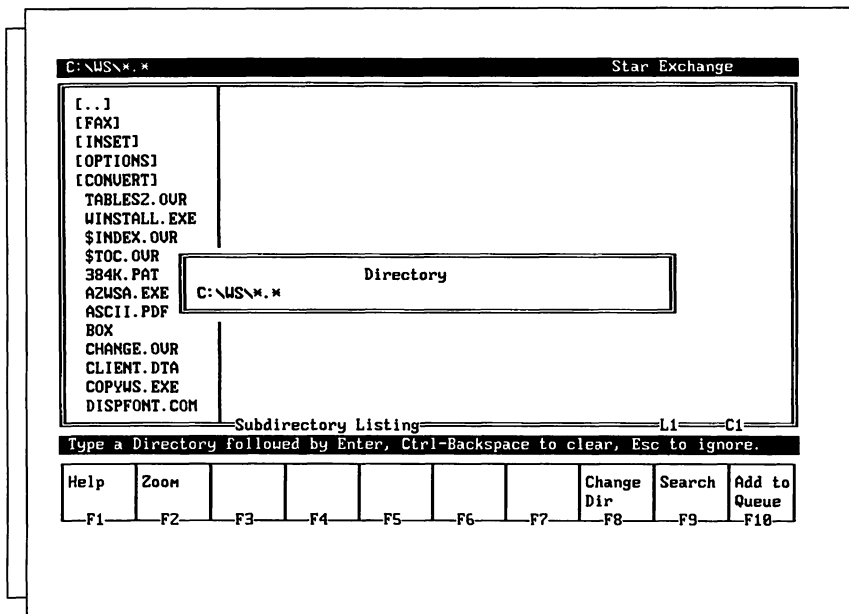 C:\WS\*.* Star Exchange
[..]
[FAX]
[INSET]
[OPTIONS]
[CONVERT]
TABLES2.OVR
WINSTALL.EXE
$INDEX.OVR
$TOC.OVR
384K.PAT
AZWSA.EXE
ASCII.PDF
BOX
CHANGE.OVR
CLIENT.DTA
COPYWS.EXE
DISPFONT.COM
Directory
C:\WS\*.*
Subdirectory Listing L1 C1
Type a Directory followed by Enter, Ctrl-Backspace to clear, Esc to ignore.
Help Zoom Change Dir Search Add to Queue
F1 F2 F3 F4 F5 F6 F7 F8 F9 F10